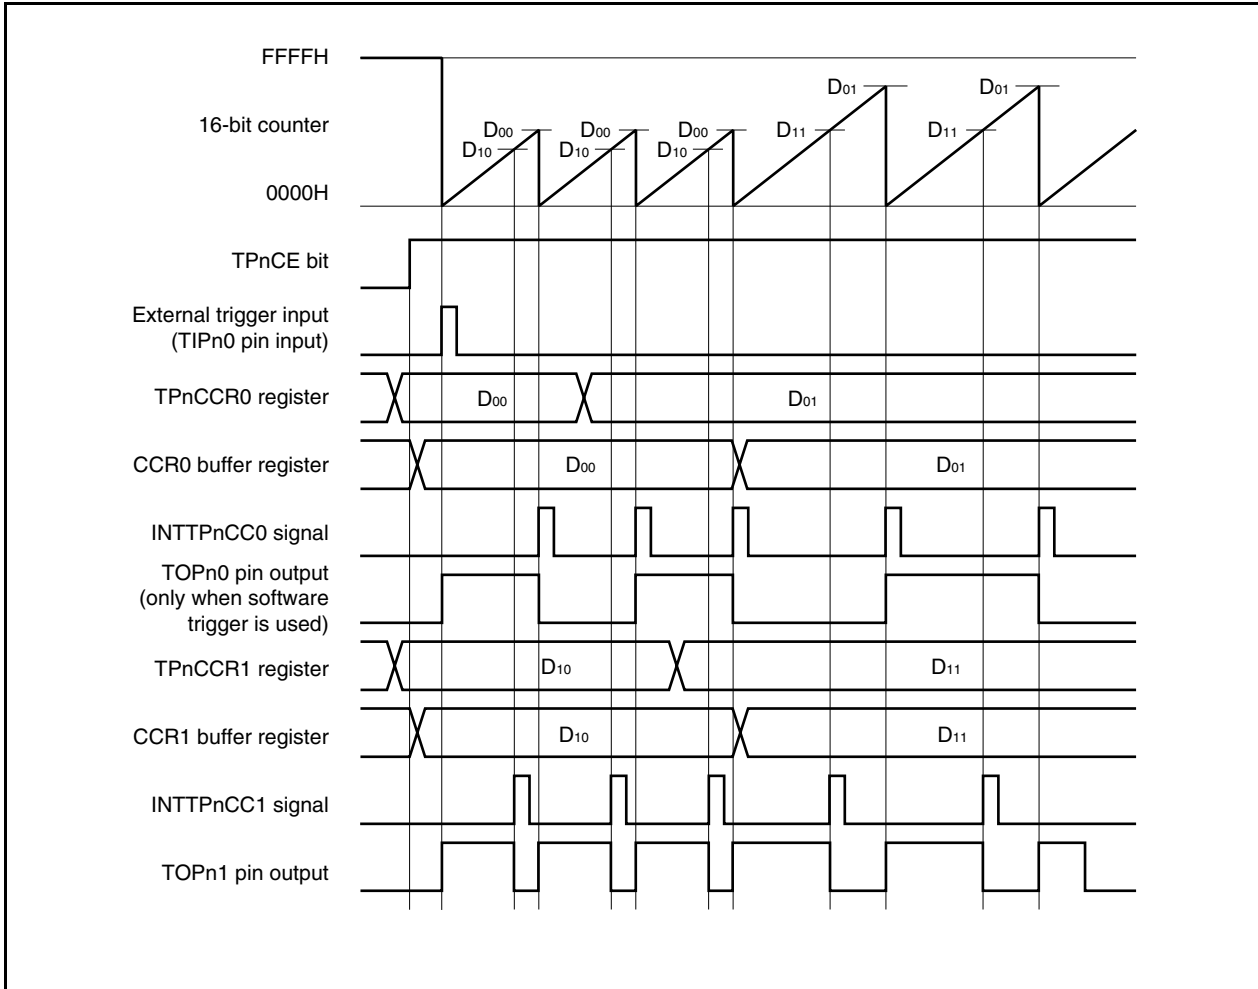 FFFFH
D01
D01
16-bit counter
D00
D00
D00
D11
D11
D10
D10
D10
0000H
TPnCE bit
External trigger input
(TIPn0 pin input)
TPnCCR0 register
D00
D01
CCR0 buffer register
D00
D01
INTTPnCC0 signal
TOPn0 pin output
(only when software
trigger is used)
TPnCCR1 register
D10
D11
CCR1 buffer register
D10
D11
INTTPnCC1 signal
TOPn1 pin output